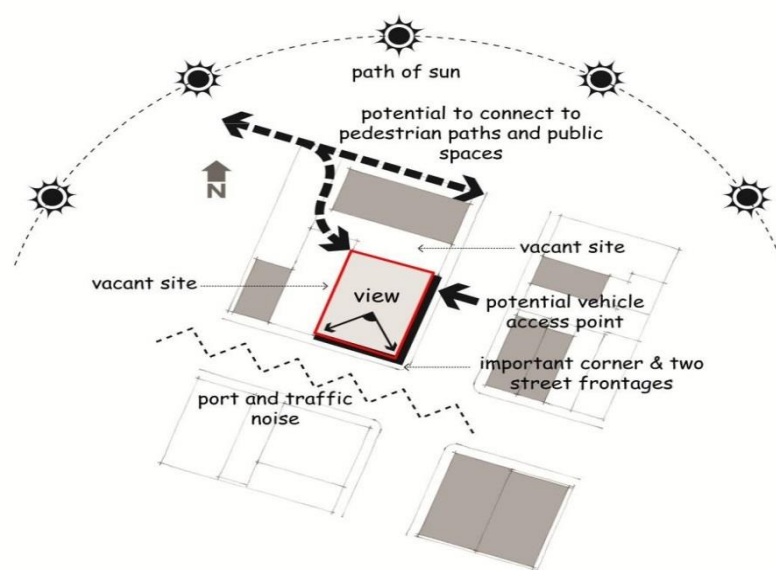 path of sun
potential to connect to
pedestrian paths and public
spaces
N
vacant site
vacant site
view
potential vehicle
access point
important corner & two
street frontages
port and traffic
noise